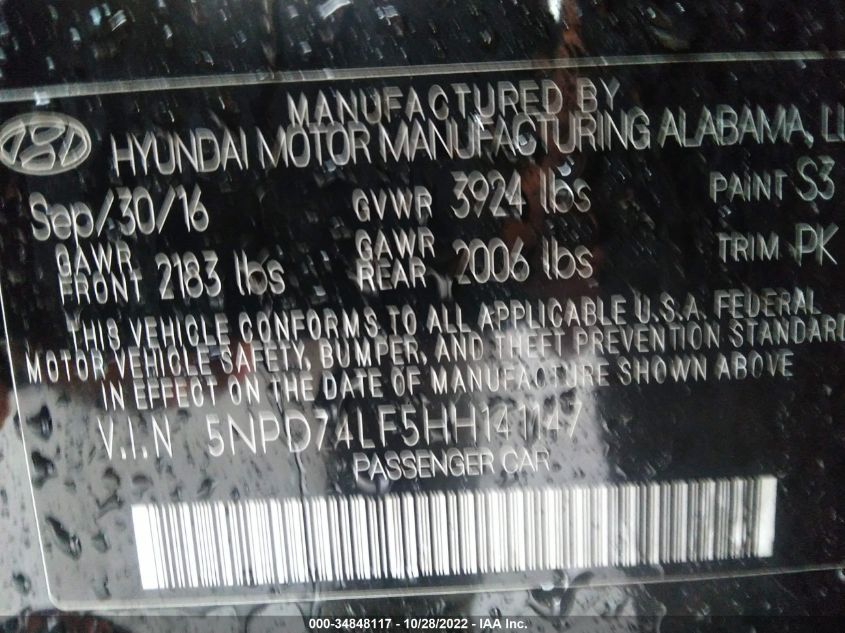 MANUFACTURED BY
HYUNDAI MOTOR MANUFACTURING ALABAMA,
Sep/30/16 GVWR 3924 lbs PAINT S3
GAWR FRONT 2183 lbs GAWR REAR 2006 lbs TRIM PK
THIS VEHICLE CONFORMS TO ALL APPLICABLE U.S.A. FEDERAL
MOTOR VEHICLE SAFETY, BUMPER, AND THEFT PREVENTION STANDARD
IN EFFECT ON THE DATE OF MANUFACTURE SHOWN ABOVE
V.I.N 5NPD74LF5HH141147
PASSENGER CAR
000-34848117 - 10/28/2022 - IAA Inc.